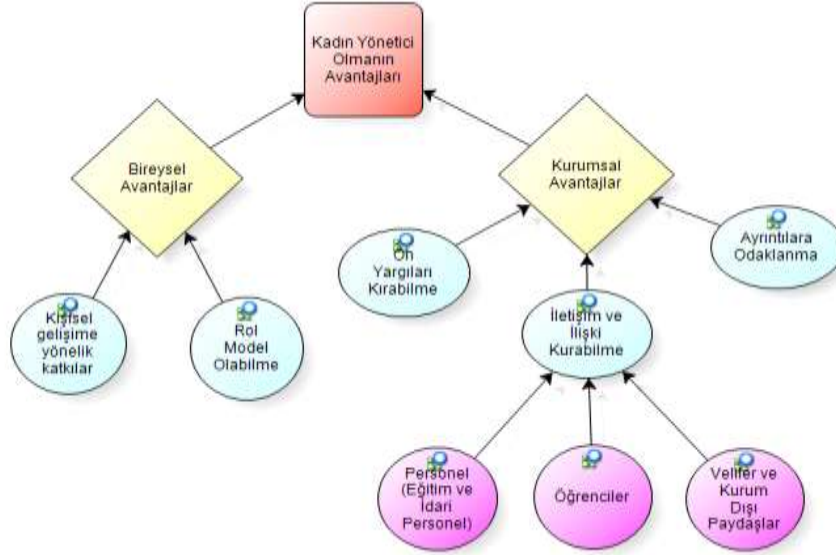 Kadın Yönetici
Olmanın
Avantajları
Bireysel
Avantajlar
Kurumsal
Avantajlar
Ön
Yargıları
Kırabilme
Ayrıntılara
Odaklanma
Kişisel
gelişime
yönelik
katkılar
Rol
Model
Olabilme
İletişim ve
İlişki
Kurabilme
Personel
(Eğitim ve
İdari
Personel)
Öğrenciler
Veliler ve
Kurum
Dışı
Paydaşlar